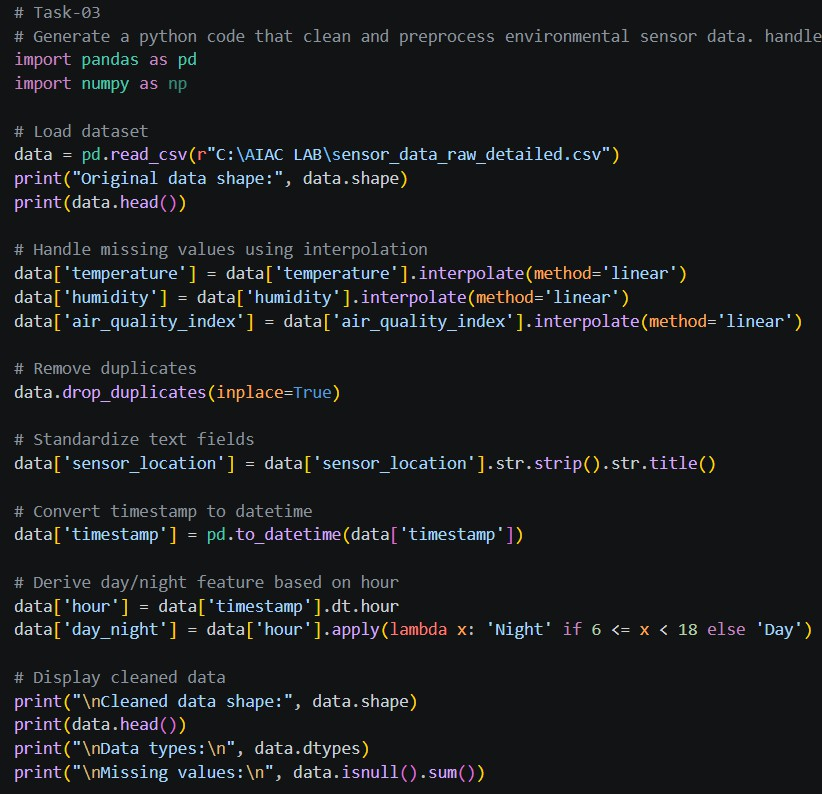 # Task-03
# Generate a python code that clean and preprocess environmental sensor data. handle
import pandas as pd
import numpy as np
# Load dataset
data = pd.read_csv(r"C:\AIAC LAB\sensor_data_raw_detailed.csv")
print("Original data shape:", data.shape)
print(data.head())
# Handle missing values using interpolation
data['temperature'] = data['temperature'].interpolate(method='linear')
data['humidity'] = data['humidity'].interpolate(method='linear')
data['air_quality_index'] = data['air_quality_index'].interpolate(method='linear')
# Remove duplicates
data.drop_duplicates(inplace=True)
# Standardize text fields
data['sensor_location'] = data['sensor_location'].str.strip().str.title()
# Convert timestamp to datetime
data['timestamp'] = pd.to_datetime(data['timestamp'])
# Derive day/night feature based on hour
data['hour'] = data['timestamp'].dt.hour
data['day_night'] = data['hour'].apply(lambda x: 'Night' if 6 <= x < 18 else 'Day')
# Display cleaned data
print("\nCleaned data shape:", data.shape)
print(data.head())
print("\nData types:\n", data.dtypes)
print("\nMissing values:\n", data.isnull().sum())